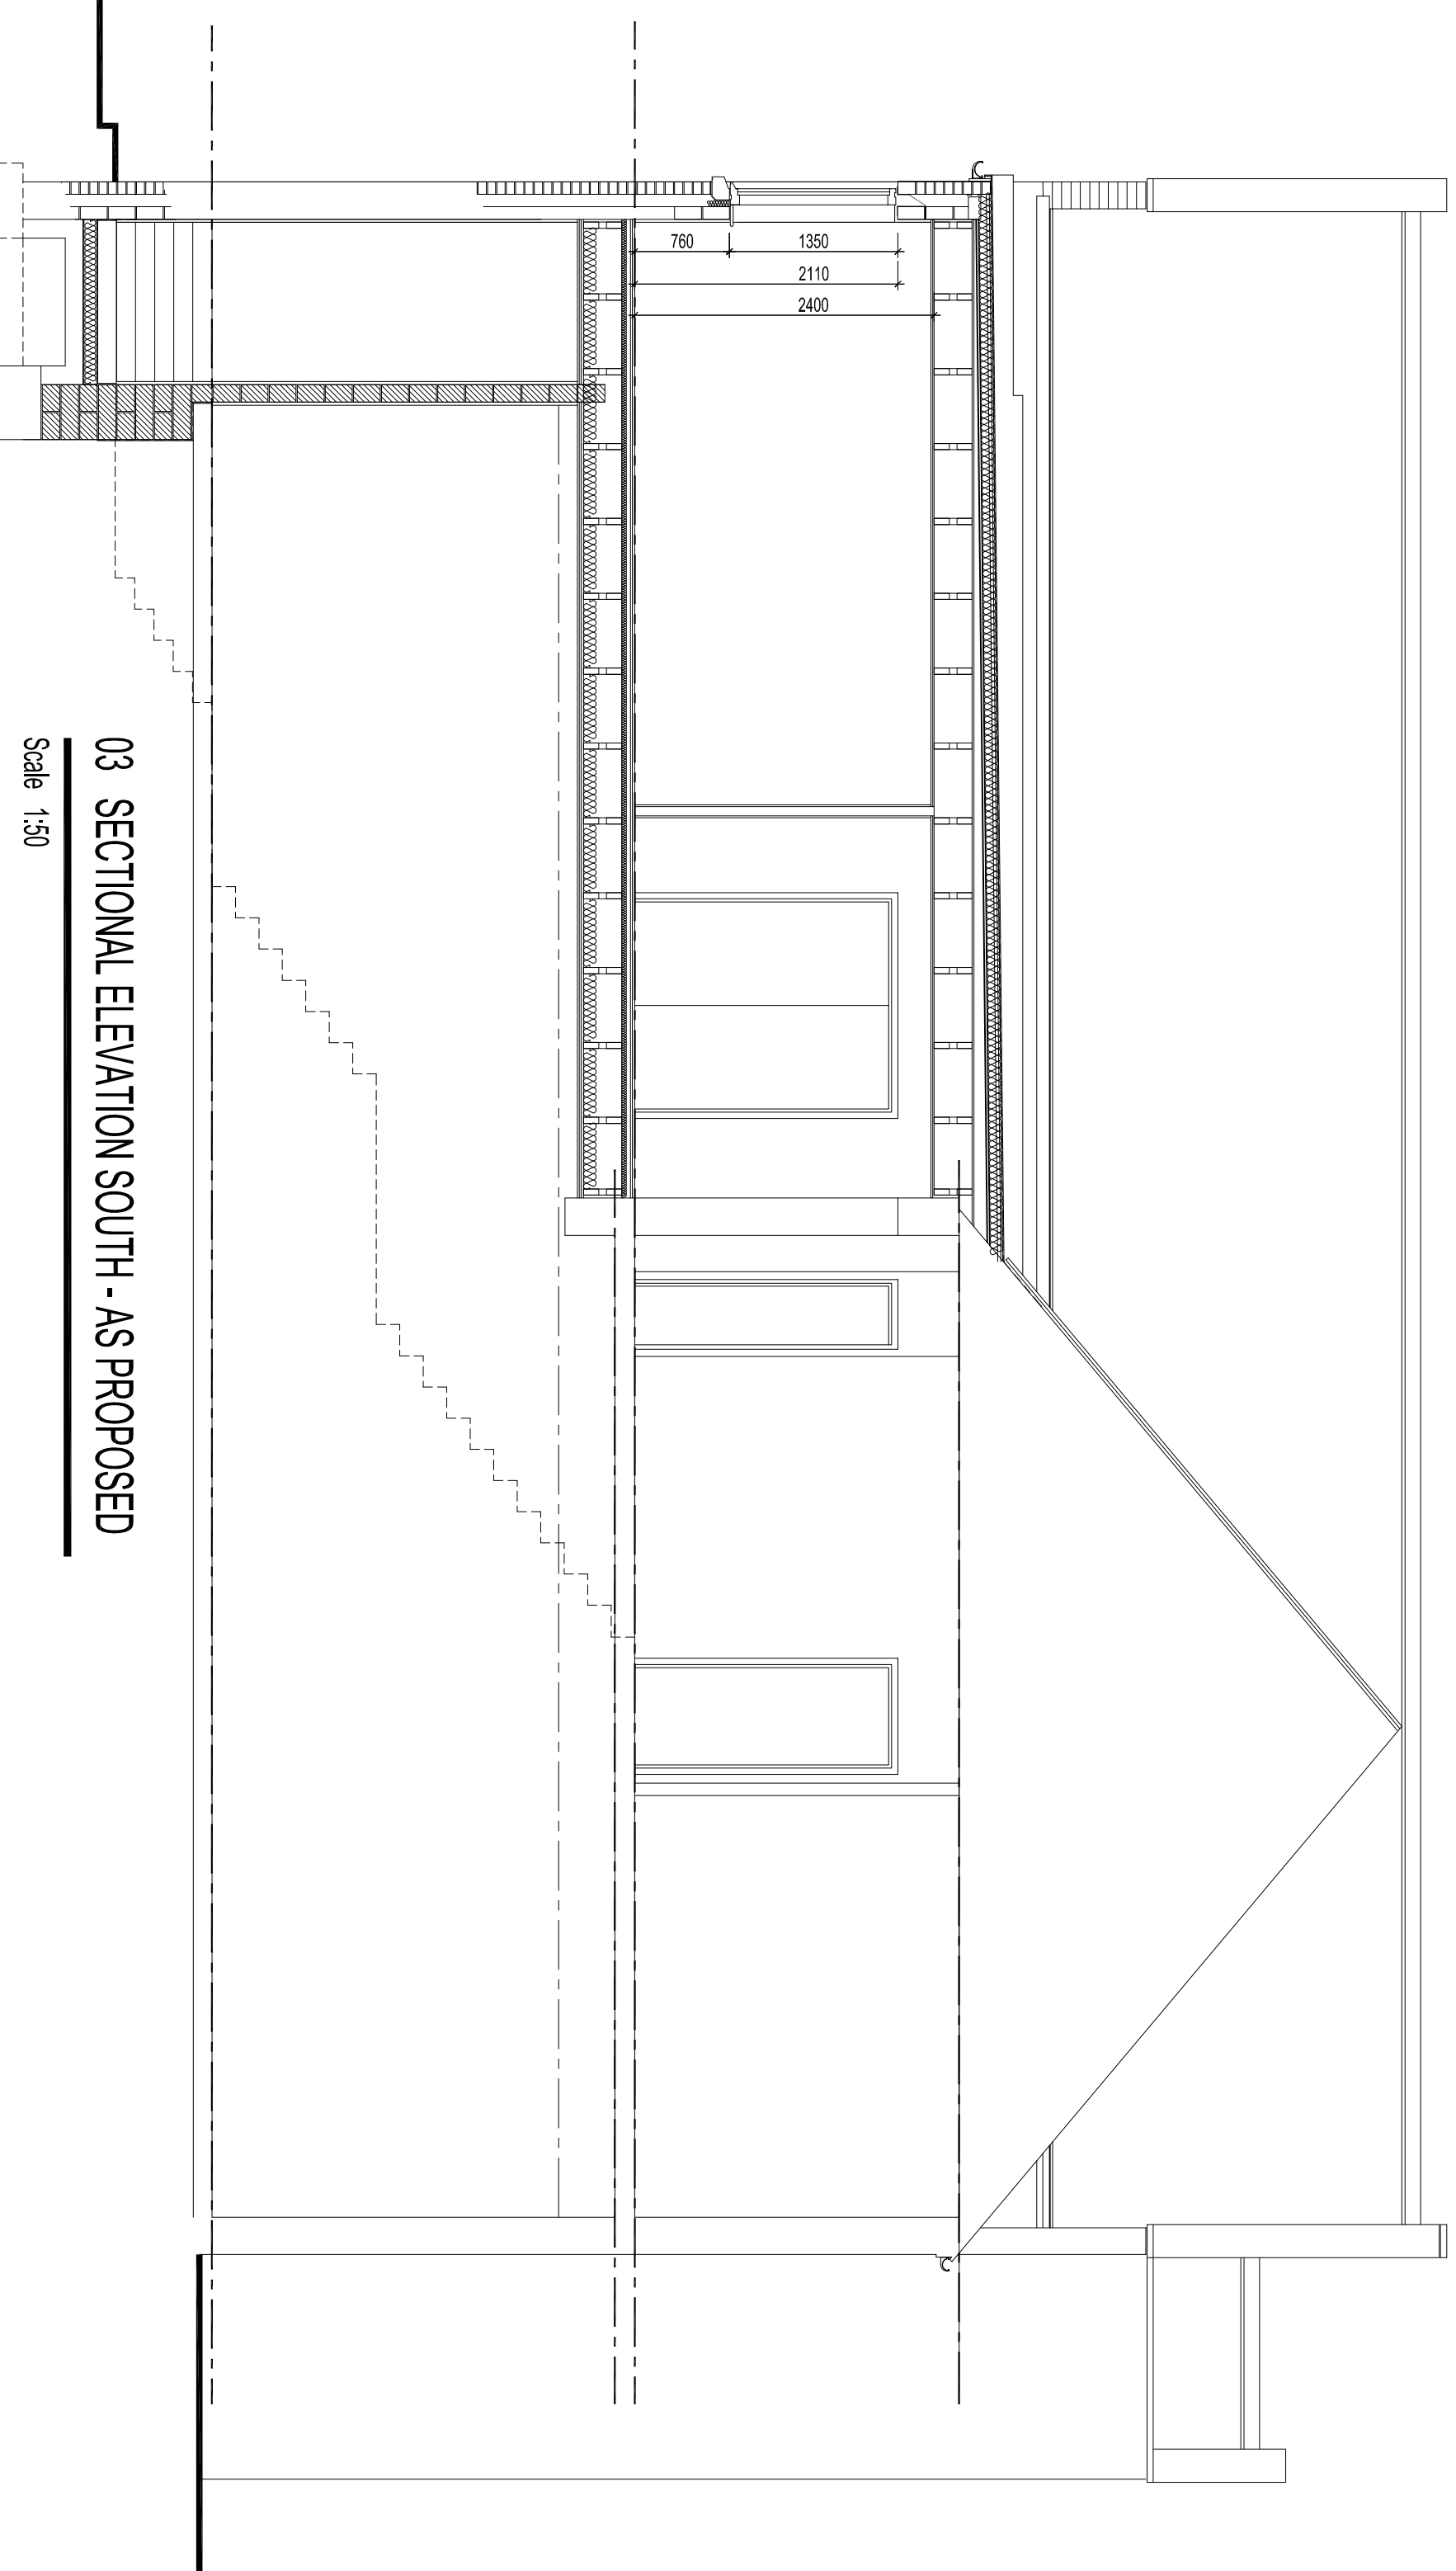 760
1350
2110
2400
03 SECTIONAL ELEVATION SOUTH - AS PROPOSED
Scale 1:50